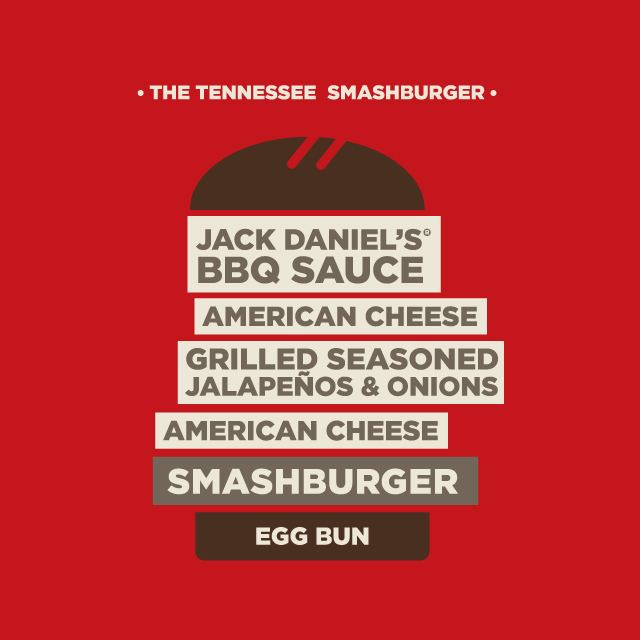 • THE TENNESSEE SMASHBURGER •
JACK DANIEL'S®
BBQ SAUCE
AMERICAN CHEESE
GRILLED SEASONED
JALAPEÑOS & ONIONS
AMERICAN CHEESE
SMASHBURGER
EGG BUN